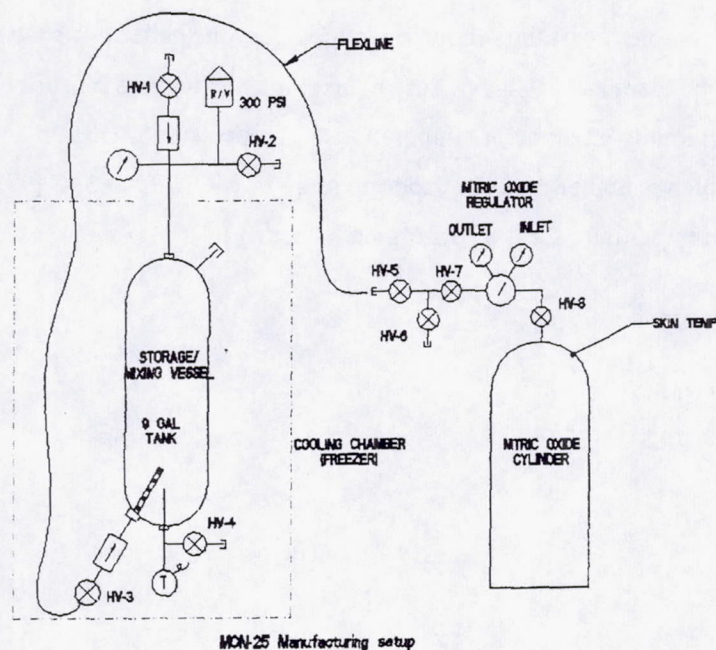 FLEXLINE
HV-1
R/V
300 PSI
HV-2
NITRIC OXIDE
REGULATOR
OUTLET
INLET
HV-5
HV-7
HV-8
HV-6
SKIN TEMP
STORAGE/
MIXING VESSEL
9 GAL
TANK
COOLING CHAMBER
(FREEZER)
NITRIC OXIDE
CYLINDER
HV-4
T
HV-3
MON-25 Manufacturing setup